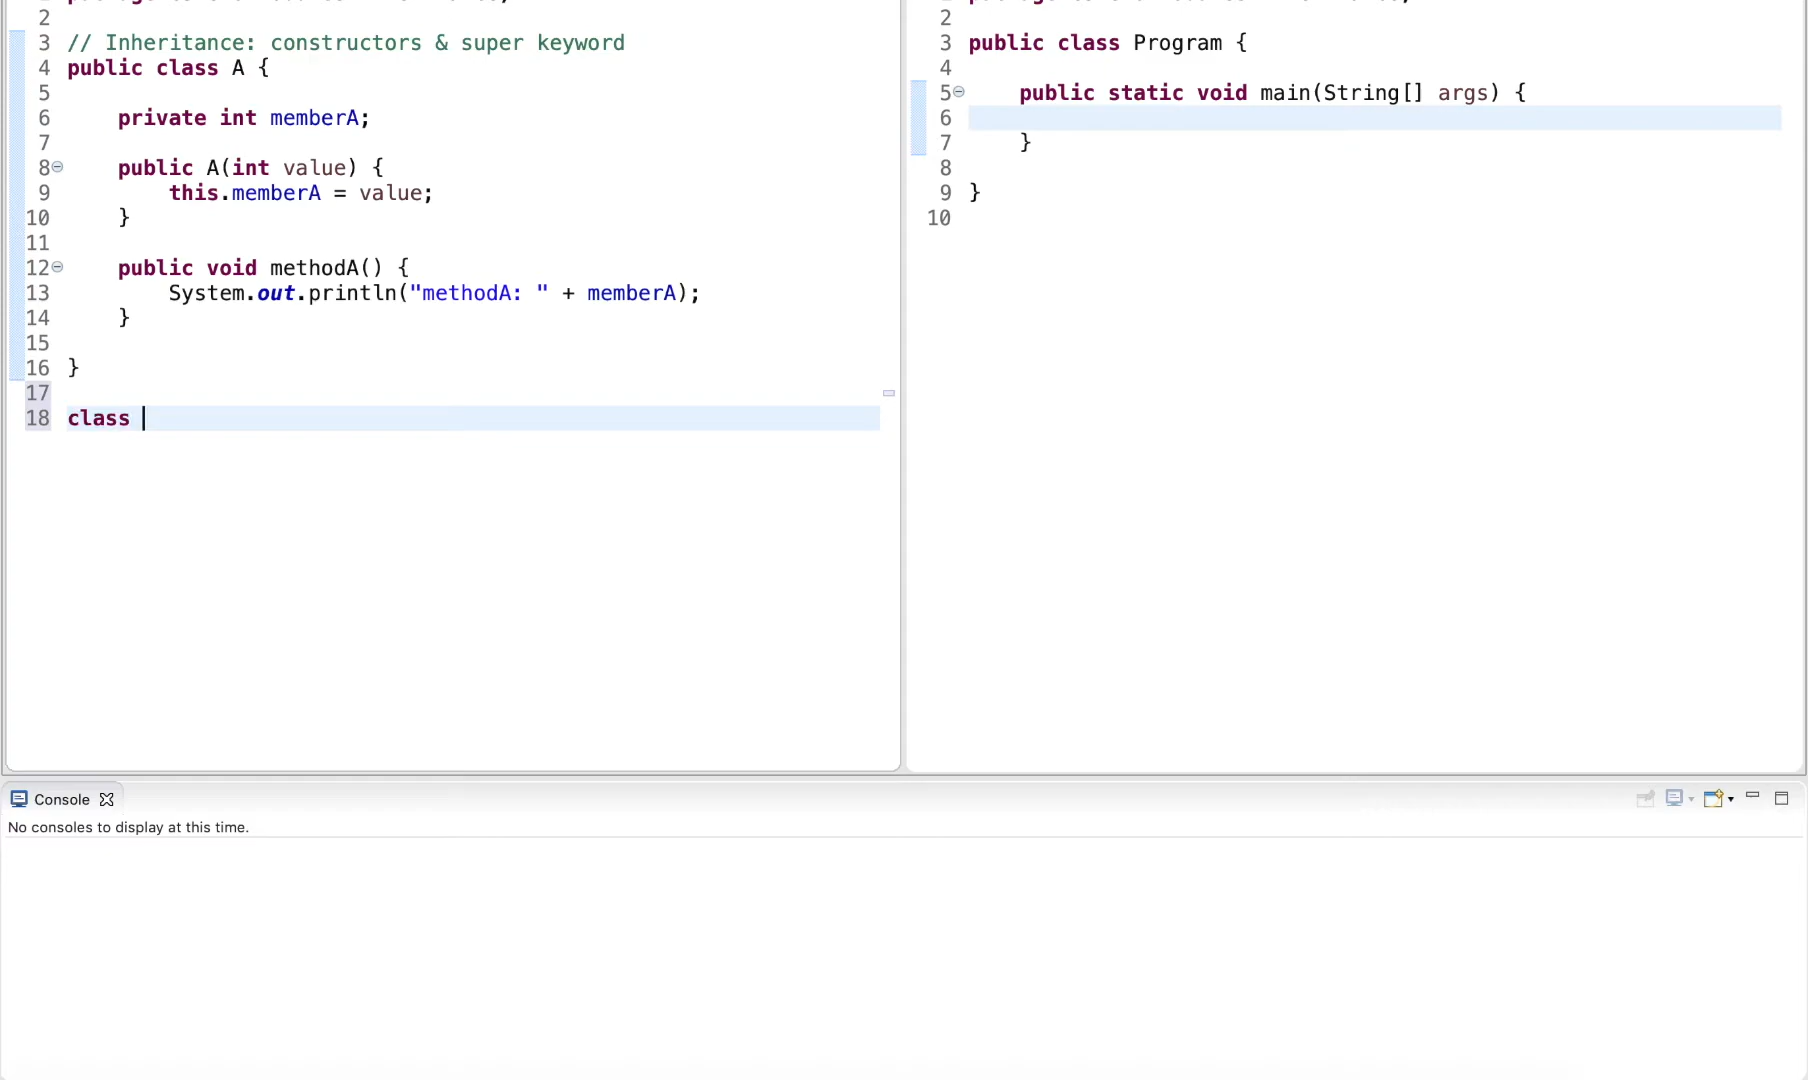 2
3 // Inheritance: constructors & super keyword
4 public class A {
5
6 private int memberA;
7
8 public A(int value) {
9 this.memberA = value;
10 }
11
12 public void methodA() {
13 System.out.println("methodA: " + memberA);
14 }
15
16 }
17
18 class
2
3 public class Program {
4
5 public static void main(String[] args) {
6
7 }
8
9 }
10
Console
No consoles to display at this time.